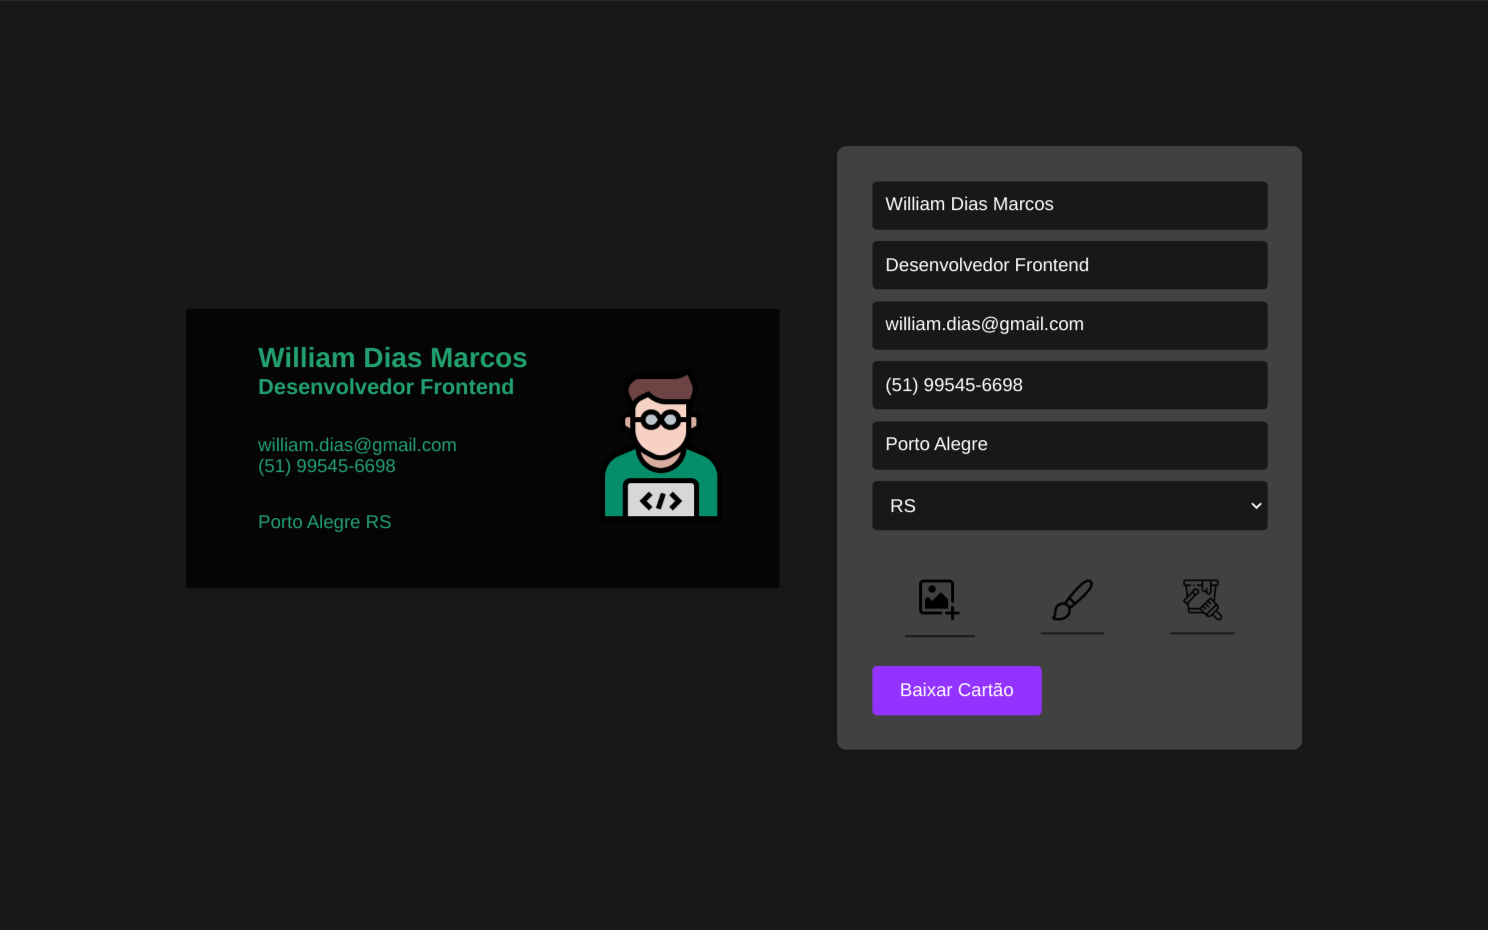 William Dias Marcos
Desenvolvedor Frontend
william.dias@gmail.com
(51) 99545-6698
Porto Alegre RS
</>
William Dias Marcos
Desenvolvedor Frontend
william.dias@gmail.com
(51) 99545-6698
Porto Alegre
RS
Baixar Cartão